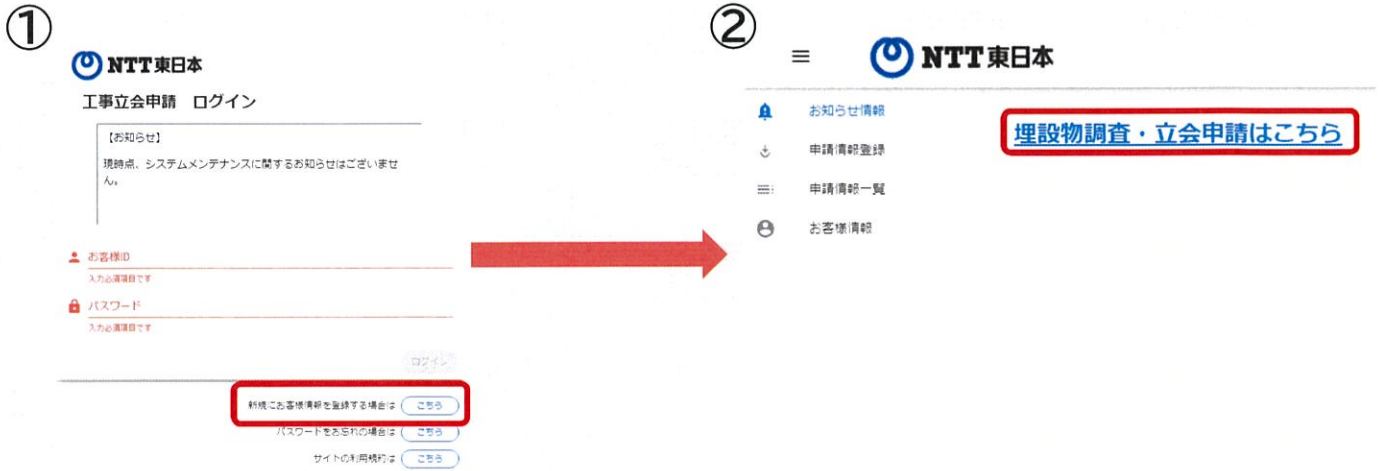 ①
NTT東日本
工事立会申請 ログイン
【お知らせ】
現時点、システムメンテナンスに関するお知らせはございませ
ん。
お客様ID
入力必須項目です
パスワード
入力必須項目です
ログイン
新規にお客様情報を登録する場合は こちら
パスワードをお忘れの場合は こちら
サイトの利用規約は こちら
②
NTT東日本
お知らせ情報
申請情報登録
申請情報一覧
お客様情報
埋設物調査・立会申請はこちら